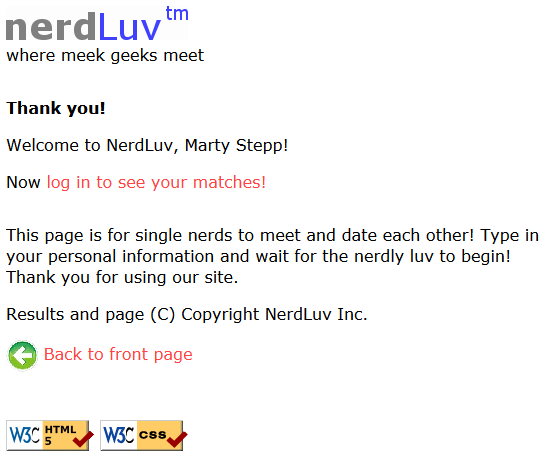 nerdLuv™
where meek geeks meet
Thank you!
Welcome to NerdLuv, Marty Stepp!
Now log in to see your matches!
This page is for single nerds to meet and date each other! Type in
your personal information and wait for the nerdly luv to begin!
Thank you for using our site.
Results and page (C) Copyright NerdLuv Inc.
Back to front page
W3C HTML 5 W3C css